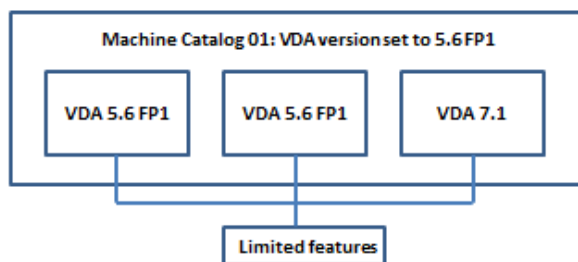 Machine Catalog 01: VDA version set to 5.6 FP1
VDA 5.6 FP1
VDA 5.6 FP1
VDA 7.1
Limited features